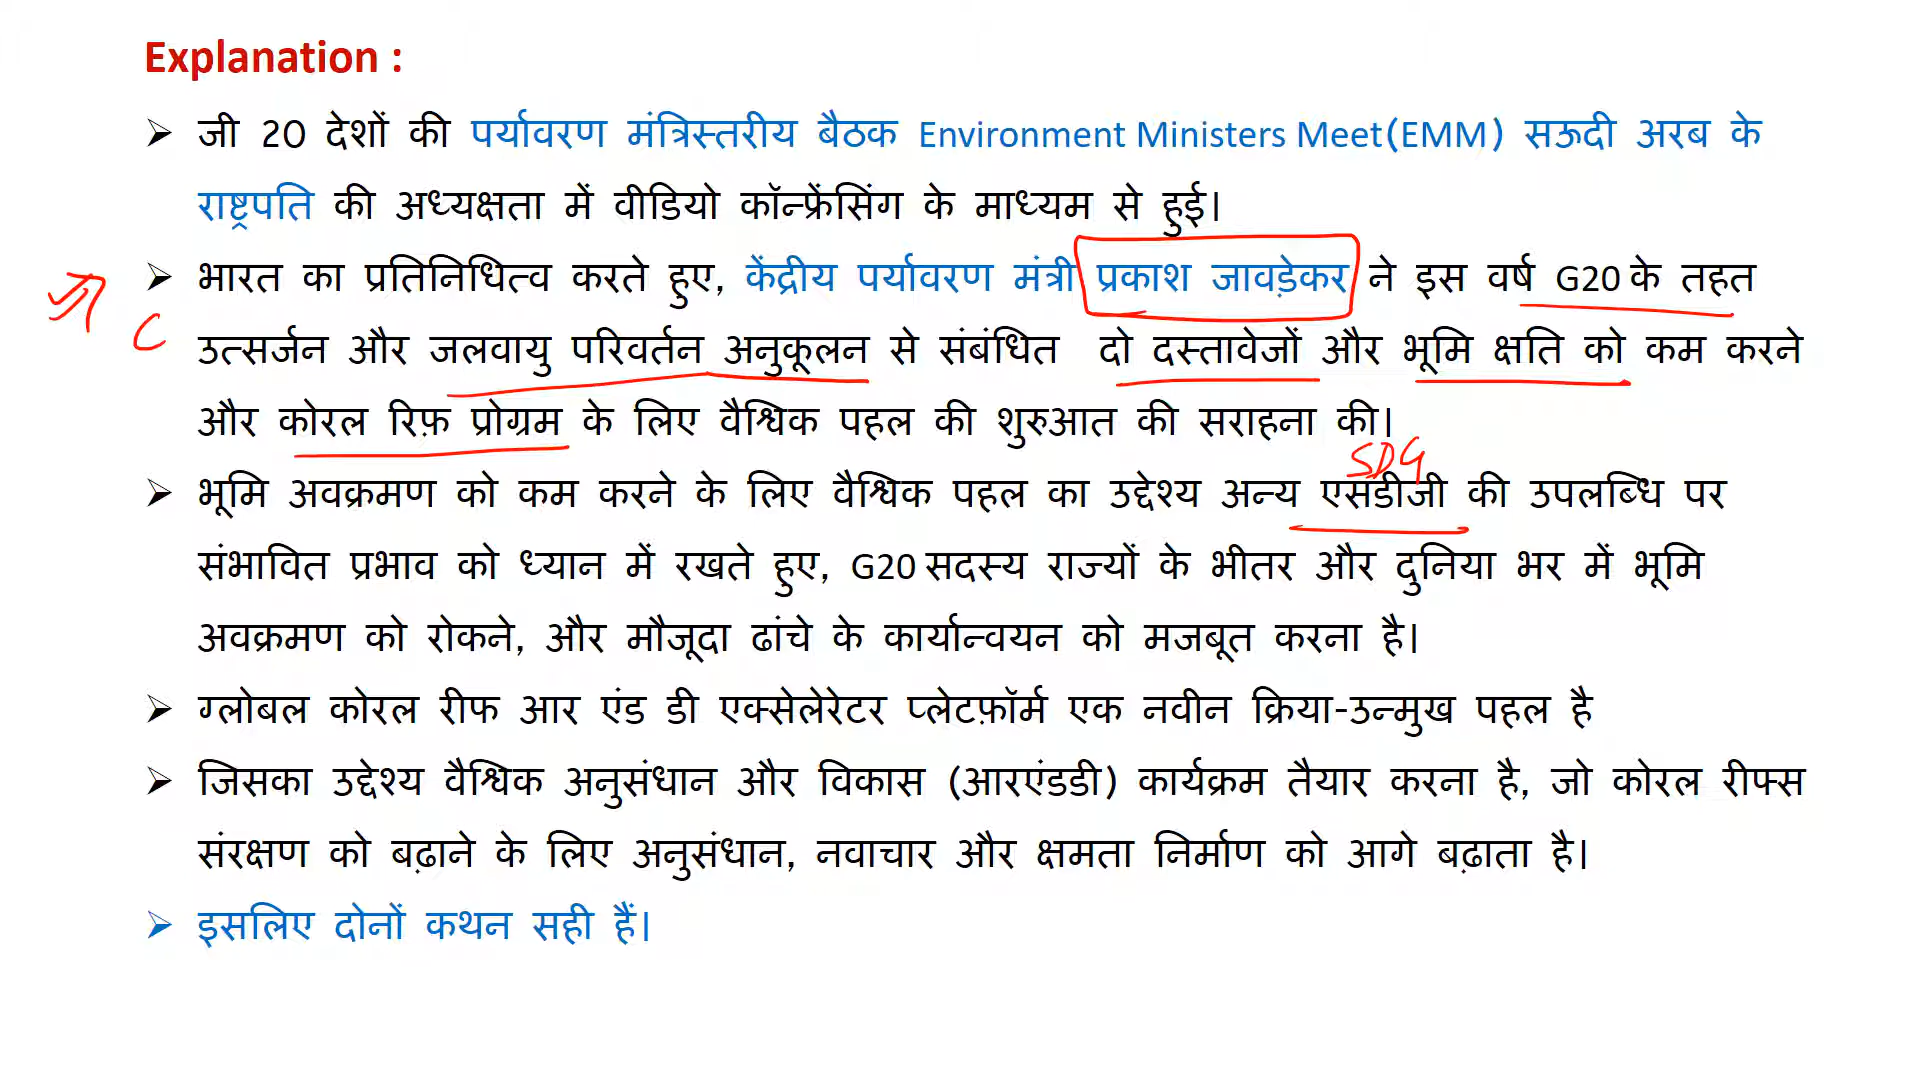 Explanation :
➢ जी 20 देशों की पर्यावरण मंत्रिस्तरीय बैठक Environment Ministers Meet(EMM) सऊदी अरब के
राष्ट्रपति की अध्यक्षता में वीडियो कॉन्फ्रेंसिंग के माध्यम से हुई।
➢ भारत का प्रतिनिधित्व करते हुए, केंद्रीय पर्यावरण मंत्री प्रकाश जावड़ेकर ने इस वर्ष G20 के तहत
C
उत्सर्जन और जलवायु परिवर्तन अनुकूलन से संबंधित दो दस्तावेजों और भूमि क्षति को कम करने
और कोरल रिफ़ प्रोग्रम के लिए वैश्विक पहल की शुरुआत की सराहना की।
SDG
➢ भूमि अवक्रमण को कम करने के लिए वैश्विक पहल का उद्देश्य अन्य एसडीजी की उपलब्धि पर
संभावित प्रभाव को ध्यान में रखते हुए, G20 सदस्य राज्यों के भीतर और दुनिया भर में भूमि
अवक्रमण को रोकने, और मौजूदा ढांचे के कार्यान्वयन को मजबूत करना है।
➢ ग्लोबल कोरल रीफ आर एंड डी एक्सेलेरेटर प्लेटफ़ॉर्म एक नवीन क्रिया-उन्मुख पहल है
➢ जिसका उद्देश्य वैश्विक अनुसंधान और विकास (आरएंडडी) कार्यक्रम तैयार करना है, जो कोरल रीफ्स
संरक्षण को बढ़ाने के लिए अनुसंधान, नवाचार और क्षमता निर्माण को आगे बढ़ाता है।
➢ इसलिए दोनों कथन सही हैं।